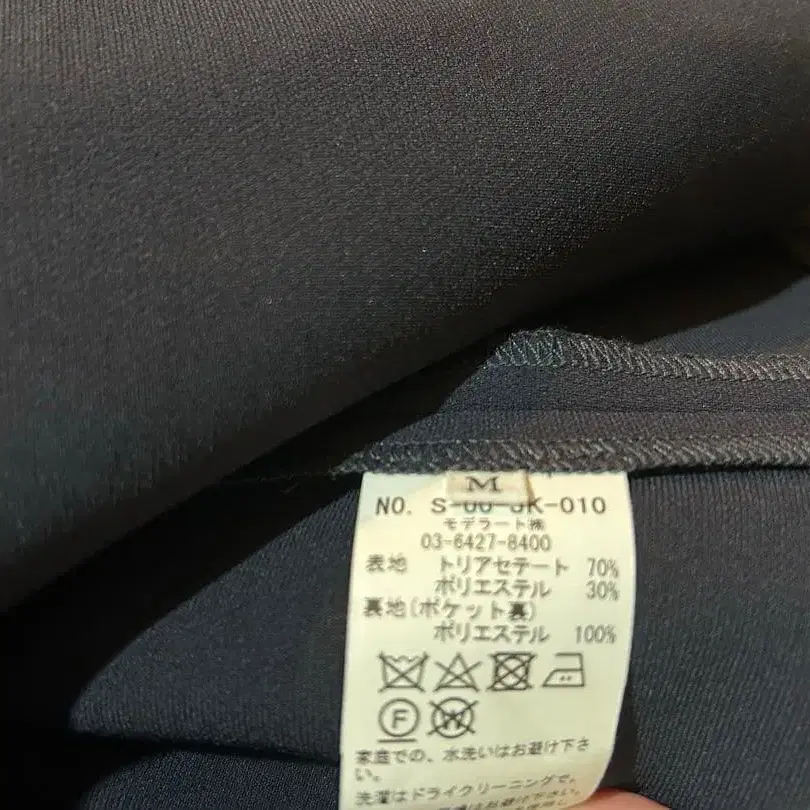 M
NO. S-00-JK-010
モデラート㈱
03-6427-8400
表地 トリアセテート 70%
ポリエステル 30%
裏地(ポケット裏)
ポリエステル 100%
F
W
家庭での、水洗いはお避け下さ
い。
洗濯はドライクリーニングで、